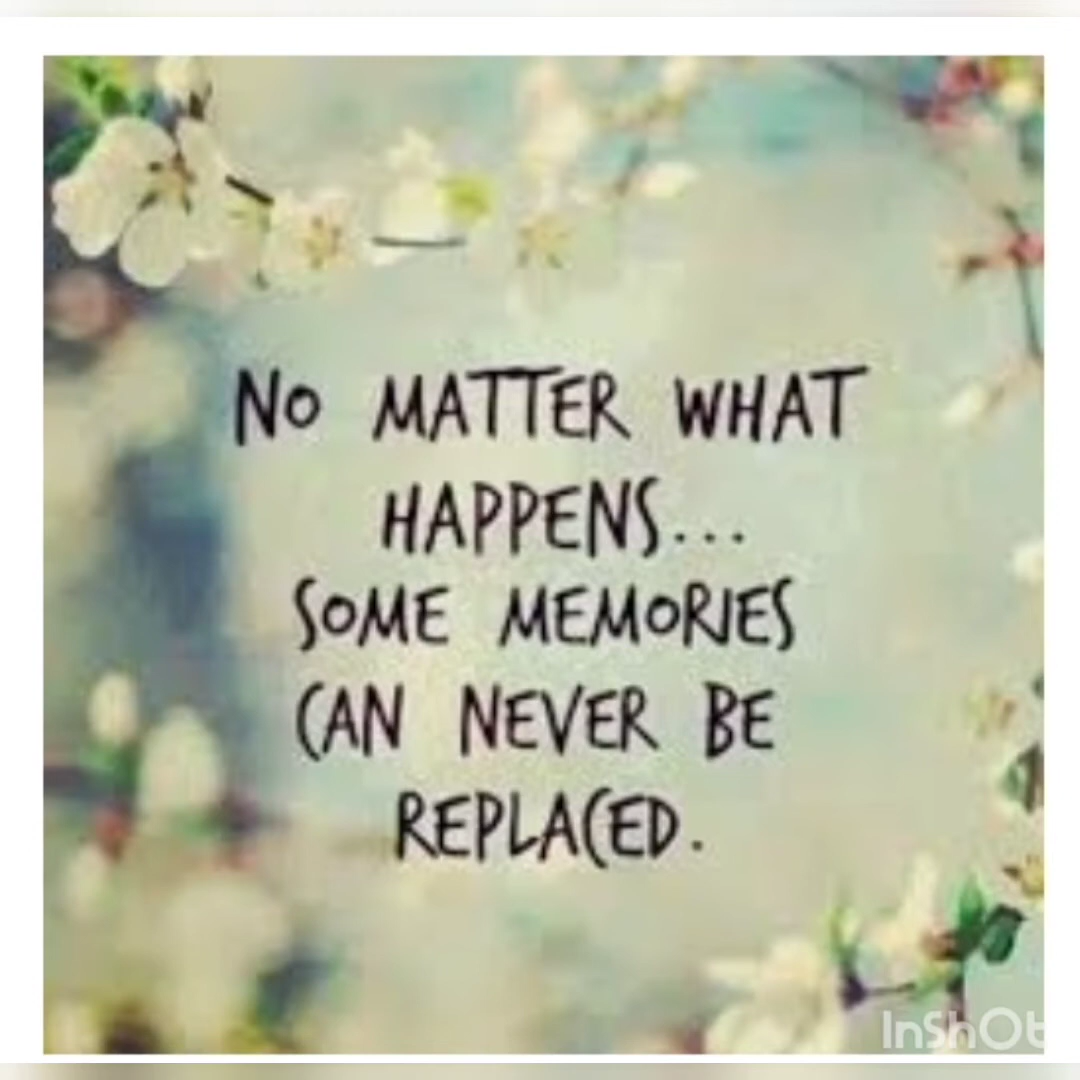 NO MATTER WHAT
HAPPENS...
SOME MEMORIES
CAN NEVER BE
REPLACED.
InShOt